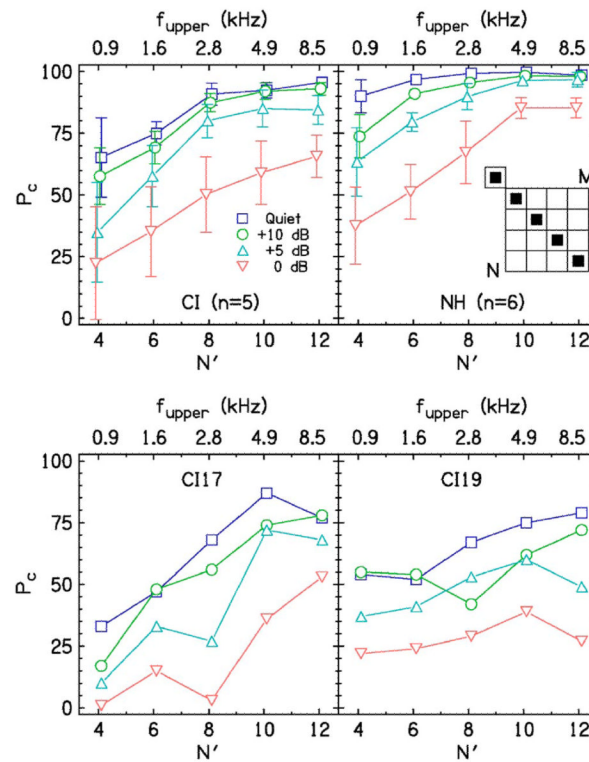 f_upper (kHz) f_upper (kHz)
0.9 1.6 2.8 4.9 8.5 0.9 1.6 2.8 4.9 8.5
100
75
50
25
0
P_c
Quiet
+10 dB
+5 dB
0 dB
CI (n=5)
M
N
NH (n=6)
4 6 8 10 12 4 6 8 10 12
N′ N′
f_upper (kHz) f_upper (kHz)
0.9 1.6 2.8 4.9 8.5 0.9 1.6 2.8 4.9 8.5
CI17 CI19
100
75
50
25
0
P_c
4 6 8 10 12 4 6 8 10 12
N′ N′